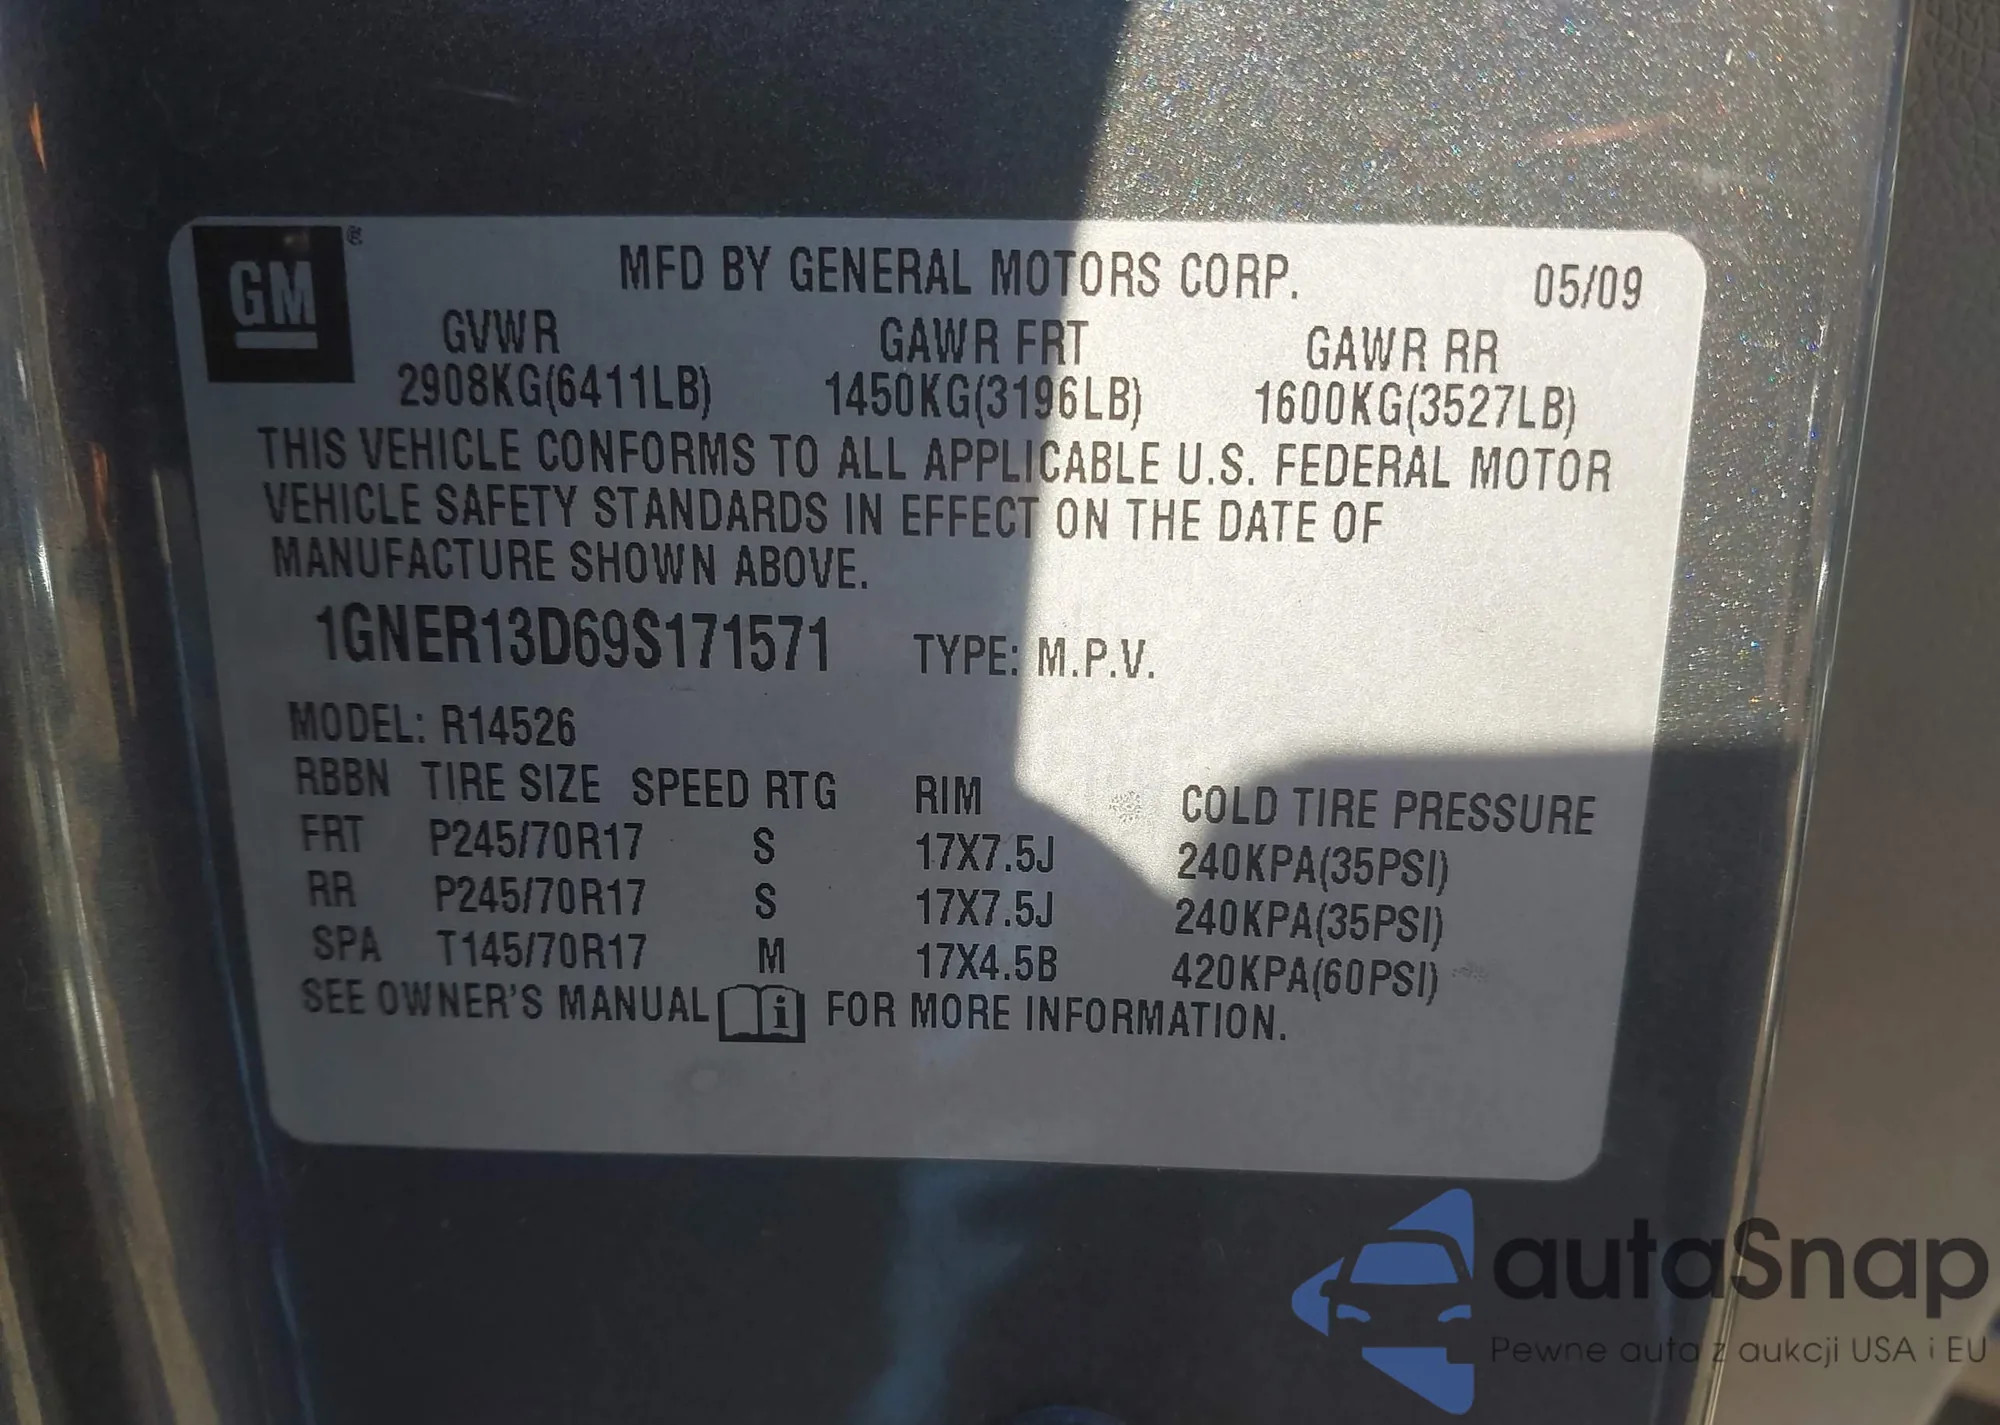 GM
MFD BY GENERAL MOTORS CORP. 05/09
GVWR GAWR FRT GAWR RR
2908KG(6411LB) 1450KG(3196LB) 1600KG(3527LB)
THIS VEHICLE CONFORMS TO ALL APPLICABLE U.S. FEDERAL MOTOR
VEHICLE SAFETY STANDARDS IN EFFECT ON THE DATE OF
MANUFACTURE SHOWN ABOVE.
1GNER13D69S171571 TYPE: M.P.V.
MODEL: R14526
RBBN TIRE SIZE SPEED RTG RIM COLD TIRE PRESSURE
FRT P245/70R17 S 17X7.5J 240KPA(35PSI)
RR P245/70R17 S 17X7.5J 240KPA(35PSI)
SPA T145/70R17 M 17X4.5B 420KPA(60PSI)
SEE OWNER'S MANUAL i FOR MORE INFORMATION.
autaSnap
Pewne auta z aukcji USA i EU